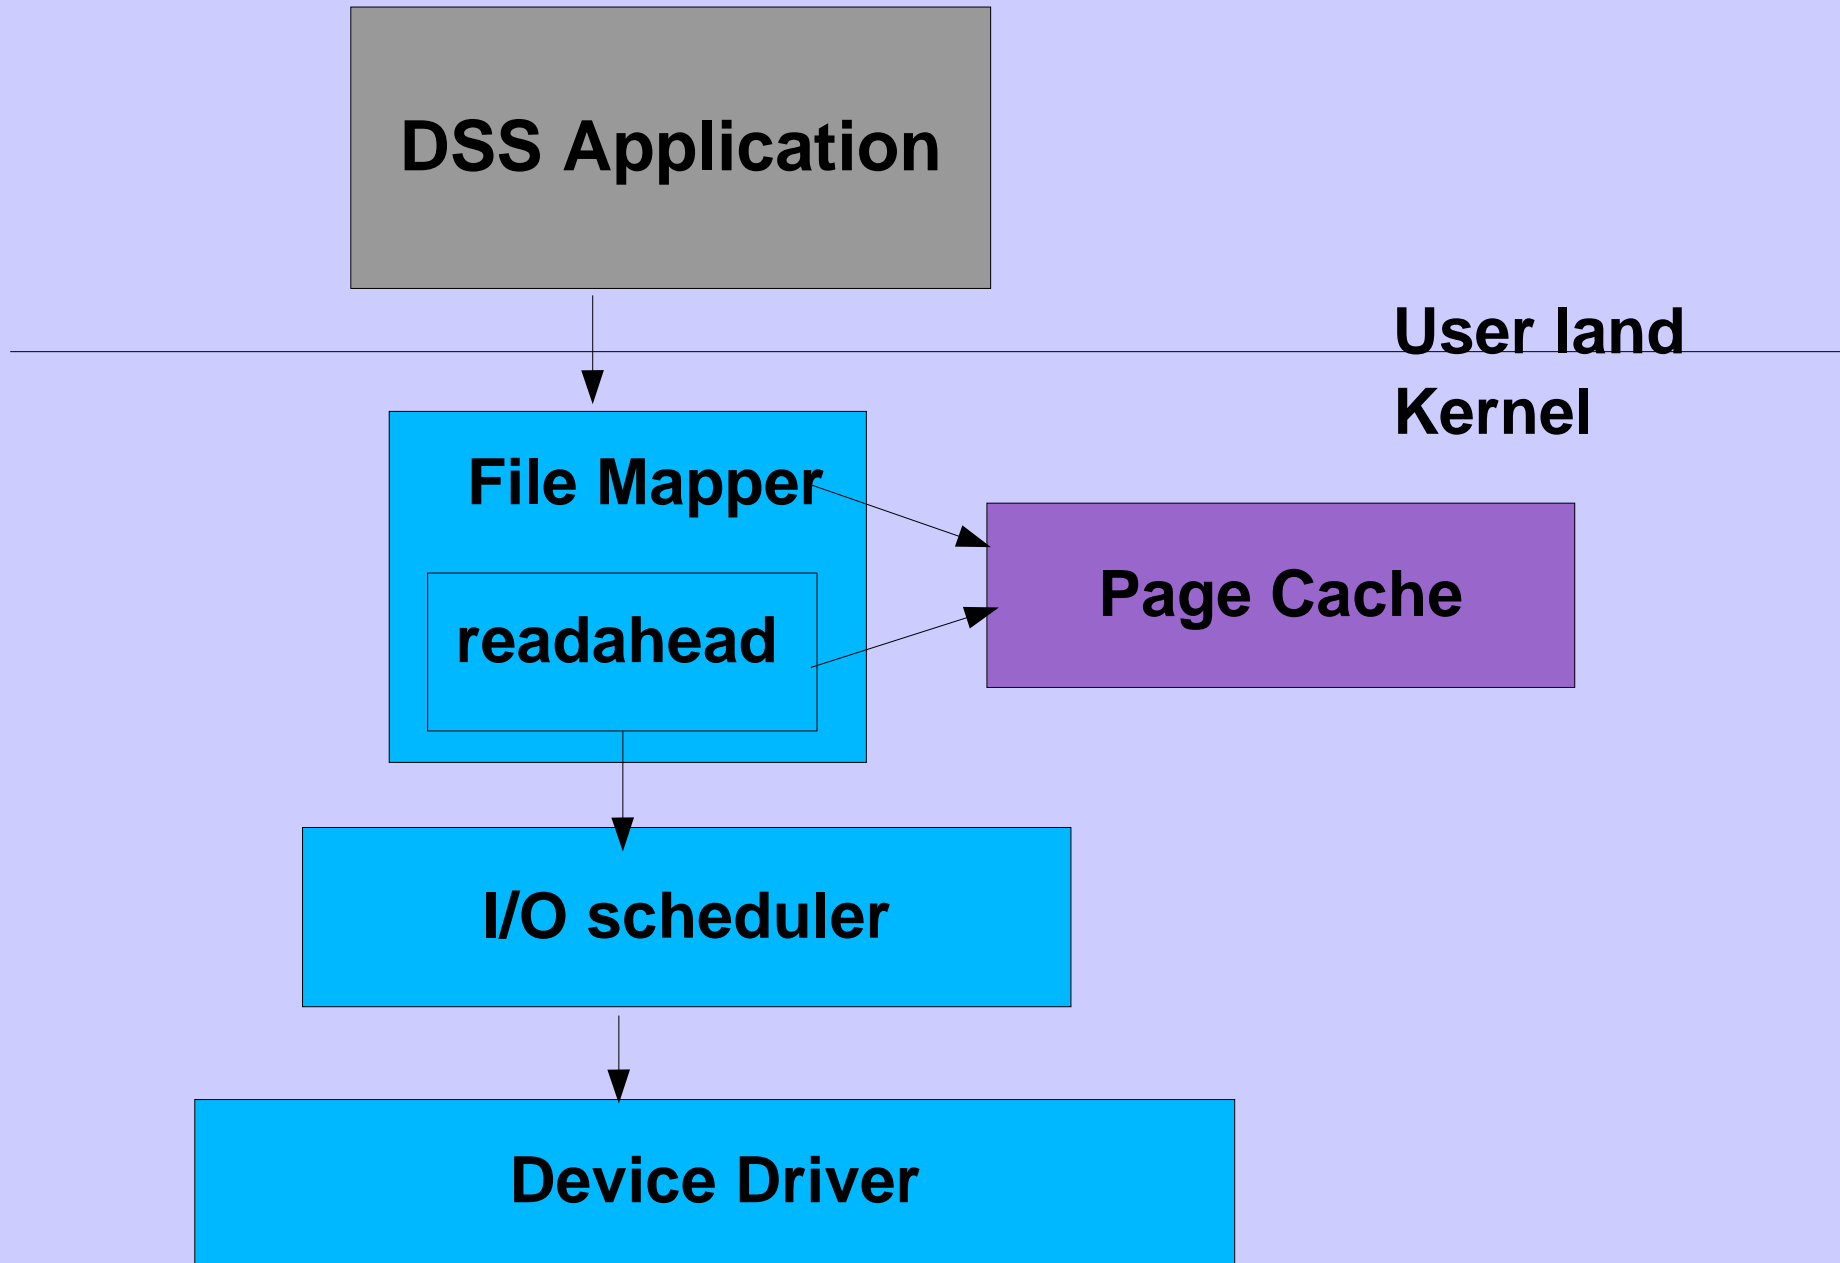 DSS Application
User land
Kernel
File Mapper
Page Cache
readahead
I/O scheduler
Device Driver